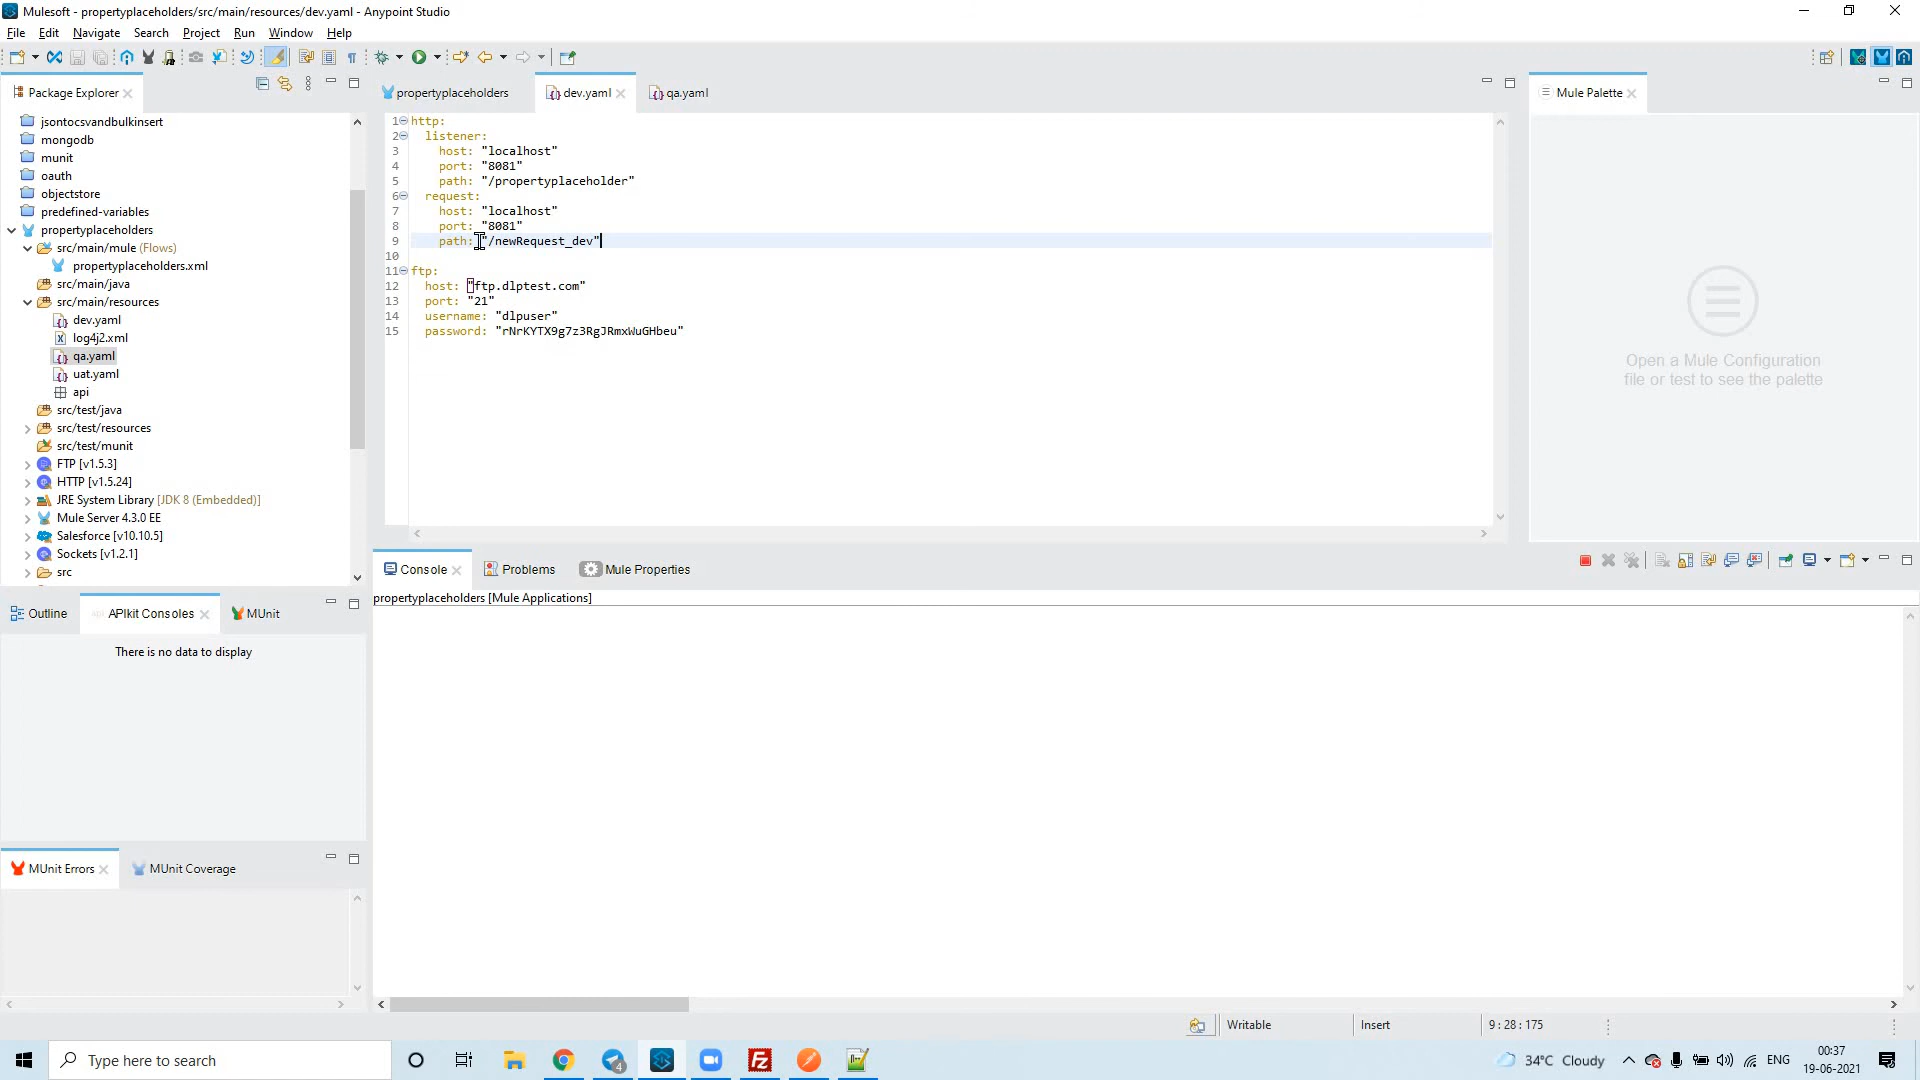 Mulesoft - propertyplaceholders/src/main/resources/dev.yaml - Anypoint Studio
File Edit Navigate Search Project Run Window Help
Package Explorer
jsontocsvandbulkinsert
mongodb
munit
oauth
objectstore
predefined-variables
propertyplaceholders
src/main/mule (Flows)
propertyplaceholders.xml
src/main/java
src/main/resources
dev.yaml
log4j2.xml
qa.yaml
uat.yaml
api
src/test/java
src/test/resources
src/test/munit
FTP [v1.5.3]
HTTP [v1.5.24]
JRE System Library [JDK 8 (Embedded)]
Mule Server 4.3.0 EE
Salesforce [v10.10.5]
Sockets [v1.2.1]
src
propertyplaceholders dev.yaml qa.yaml
1 http:
2 listener:
3 host: "localhost"
4 port: "8081"
5 path: "/propertyplaceholder"
6 request:
7 host: "localhost"
8 port: "8081"
9 path: "/newRequest_dev"
10
11 ftp:
12 host: "ftp.dlptest.com"
13 port: "21"
14 username: "dlpuser"
15 password: "rNrKYTX9g7z3RgJRmxWuGHbeu"
Mule Palette
Open a Mule Configuration
file or test to see the palette
Outline APIkit Consoles MUnit
There is no data to display
MUnit Errors MUnit Coverage
Console Problems Mule Properties
propertyplaceholders [Mule Applications]
Writable Insert 9 : 28 : 175
Type here to search
4
34°C Cloudy ENG
00:37
19-06-2021